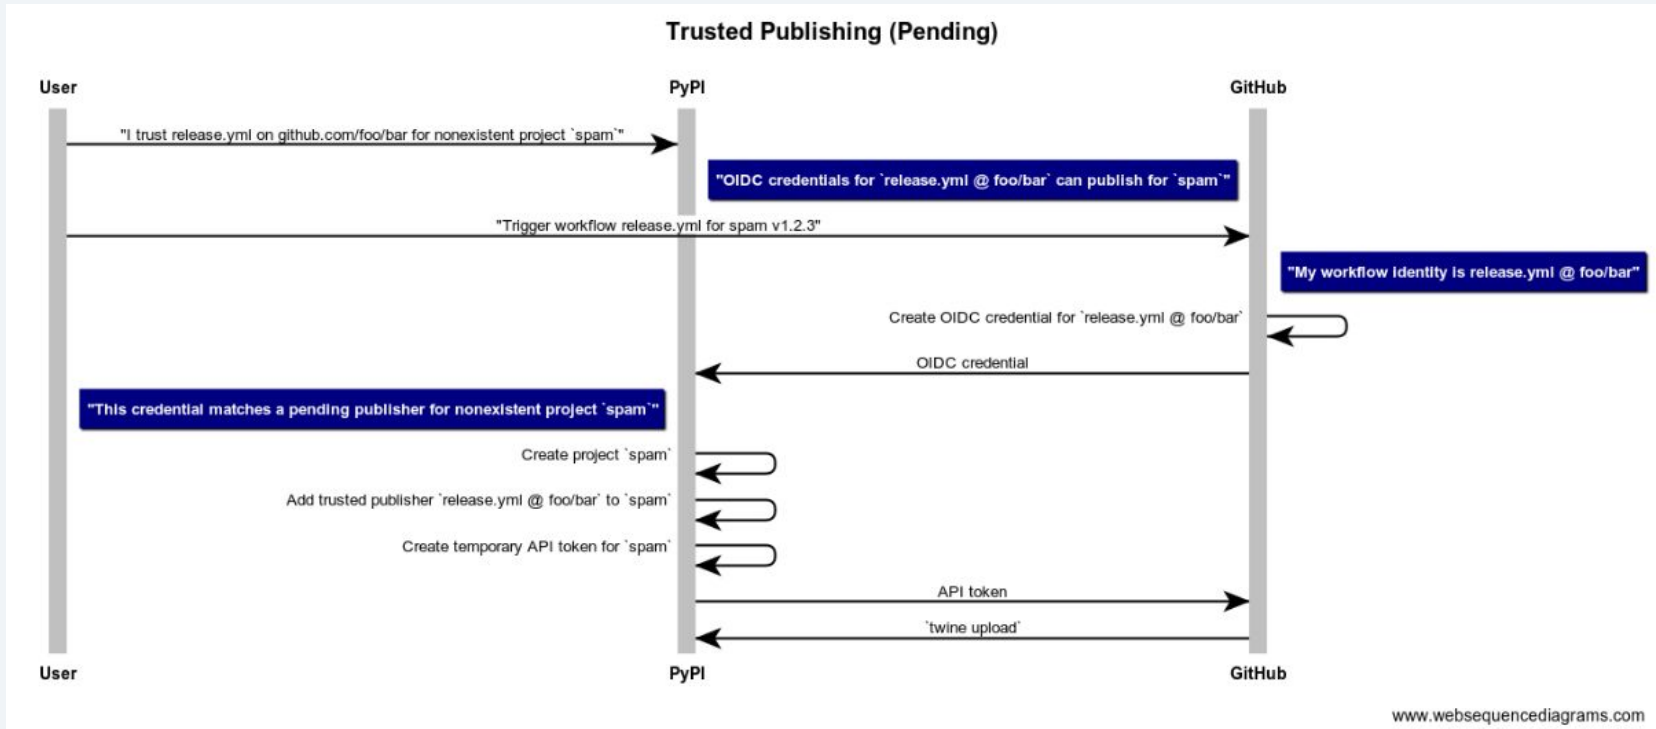 Trusted Publishing (Pending)
User PyPI GitHub
"I trust release.yml on github.com/foo/bar for nonexistent project `spam`"
"OIDC credentials for `release.yml @ foo/bar` can publish for `spam`"
"Trigger workflow release.yml for spam v1.2.3"
"My workflow identity is release.yml @ foo/bar"
Create OIDC credential for `release.yml @ foo/bar`
OIDC credential
"This credential matches a pending publisher for nonexistent project `spam`"
Create project `spam`
Add trusted publisher `release.yml @ foo/bar` to `spam`
Create temporary API token for `spam`
API token
`twine upload`
User PyPI GitHub
www.websequencediagrams.com